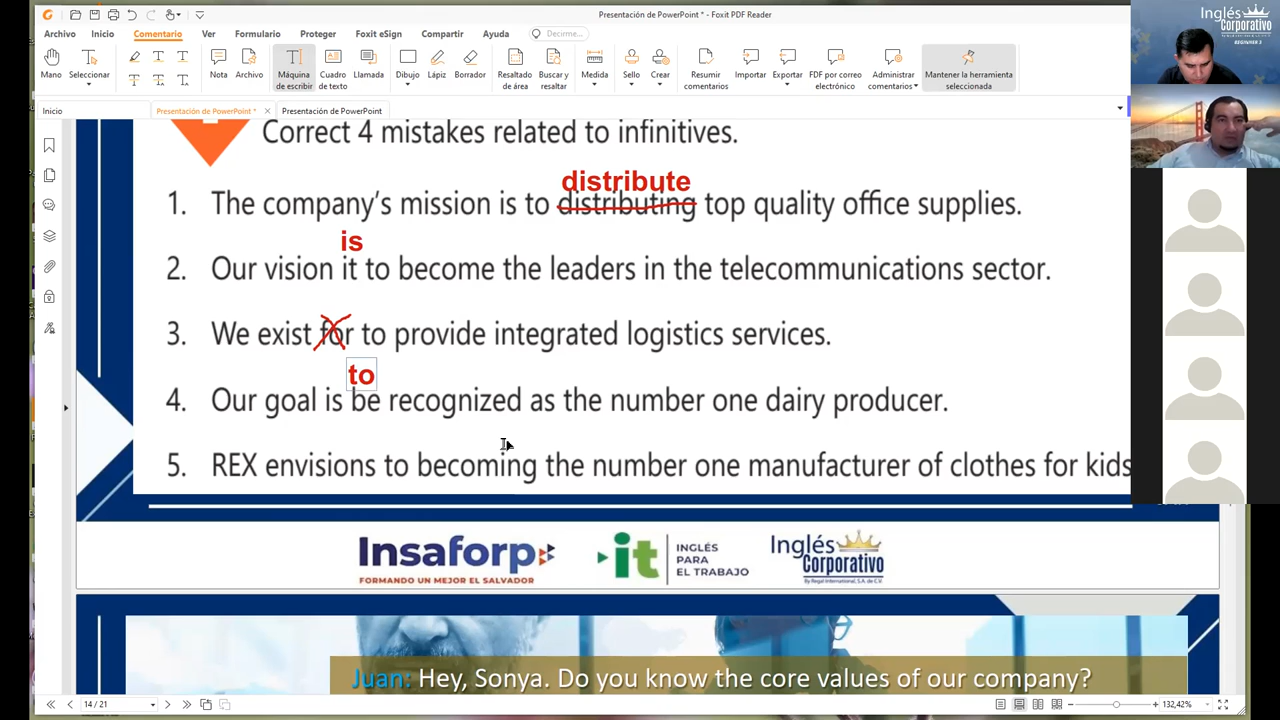 Presentación de PowerPoint * - Foxit PDF Reader
Archivo Inicio Comentario Ver Formulario Proteger Foxit eSign Compartir Ayuda Decirme...
Mano Seleccionar Nota Archivo Máquina de escribir Cuadro de texto Llamada Dibujo Lápiz Borrador Resaltado de área Buscar y resaltar Medida Sello Crear Resumir comentarios Importar Exportar PDF por correo electrónico Administrar comentarios Mantener la herramienta seleccionada
Inicio Presentación de PowerPoint * Presentación de PowerPoint
Correct 4 mistakes related to infinitives.
distribute
1. The company's mission is to distributing top quality office supplies.
is
2. Our vision it to become the leaders in the telecommunications sector.
3. We exist for to provide integrated logistics services.
to
4. Our goal is be recognized as the number one dairy producer.
5. REX envisions to becoming the number one manufacturer of clothes for kids
Insaforp
FORMANDO UN MEJOR EL SALVADOR
it
INGLÉS
PARA
EL TRABAJO
Inglés
Corporativo
By Regal International, S.A. de C.V.
Juan: Hey, Sonya. Do you know the core values of our company?
14 / 21
132,42%
Inglés
Corporativo
BEGINNER 3